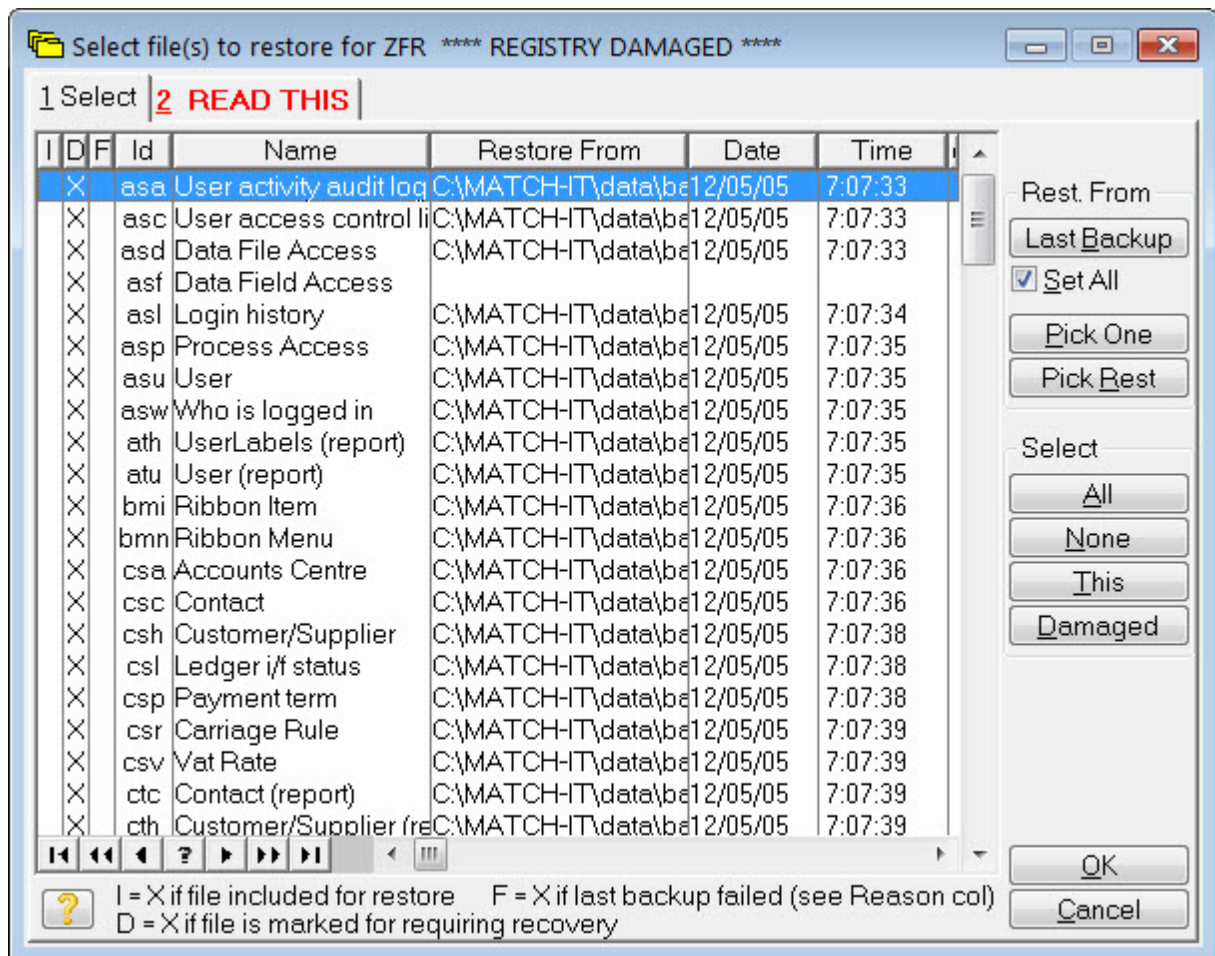 Select file(s) to restore for ZFR **** REGISTRY DAMAGED ****
1 Select 2 READ THIS
I D F Id Name Restore From Date Time
X asa User activity audit log C:\MATCH-IT\data\ba 12/05/05 7:07:33
X asc User access control li C:\MATCH-IT\data\ba 12/05/05 7:07:33
X asd Data File Access C:\MATCH-IT\data\ba 12/05/05 7:07:33
X asf Data Field Access
X asl Login history C:\MATCH-IT\data\ba 12/05/05 7:07:34
X asp Process Access C:\MATCH-IT\data\ba 12/05/05 7:07:35
X asu User C:\MATCH-IT\data\ba 12/05/05 7:07:35
X asw Who is logged in C:\MATCH-IT\data\ba 12/05/05 7:07:35
X ath UserLabels (report) C:\MATCH-IT\data\ba 12/05/05 7:07:35
X atu User (report) C:\MATCH-IT\data\ba 12/05/05 7:07:35
X bmi Ribbon Item C:\MATCH-IT\data\ba 12/05/05 7:07:36
X bmn Ribbon Menu C:\MATCH-IT\data\ba 12/05/05 7:07:36
X csa Accounts Centre C:\MATCH-IT\data\ba 12/05/05 7:07:36
X csc Contact C:\MATCH-IT\data\ba 12/05/05 7:07:36
X csh Customer/Supplier C:\MATCH-IT\data\ba 12/05/05 7:07:38
X csl Ledger i/f status C:\MATCH-IT\data\ba 12/05/05 7:07:38
X csp Payment term C:\MATCH-IT\data\ba 12/05/05 7:07:38
X csr Carriage Rule C:\MATCH-IT\data\ba 12/05/05 7:07:39
X csv Vat Rate C:\MATCH-IT\data\ba 12/05/05 7:07:39
X ctc Contact (report) C:\MATCH-IT\data\ba 12/05/05 7:07:39
X cth Customer/Supplier (re C:\MATCH-IT\data\ba 12/05/05 7:07:39
?
Rest. From
Last Backup
Set All
Pick One
Pick Rest
Select
All
None
This
Damaged
OK
Cancel
?
I = X if file included for restore F = X if last backup failed (see Reason col)
D = X if file is marked for requiring recovery